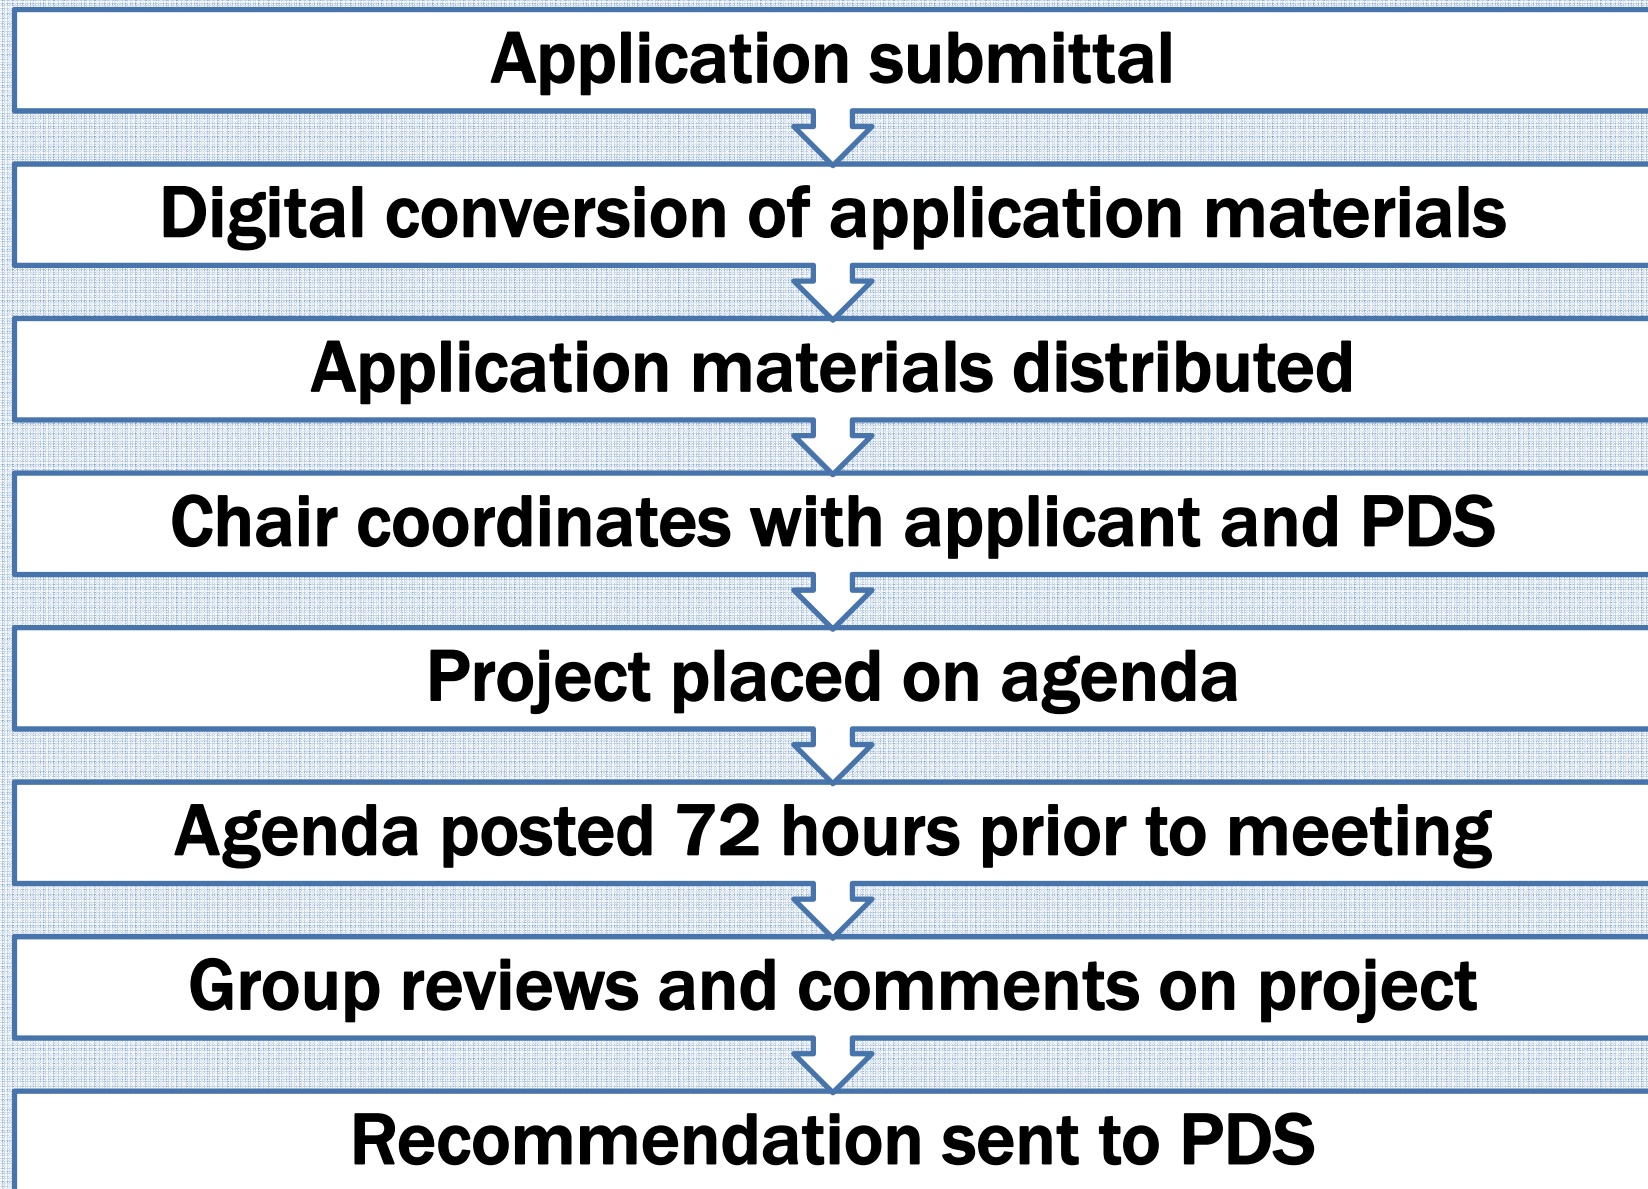 Application submittal
Digital conversion of application materials
Application materials distributed
Chair coordinates with applicant and PDS
Project placed on agenda
Agenda posted 72 hours prior to meeting
Group reviews and comments on project
Recommendation sent to PDS